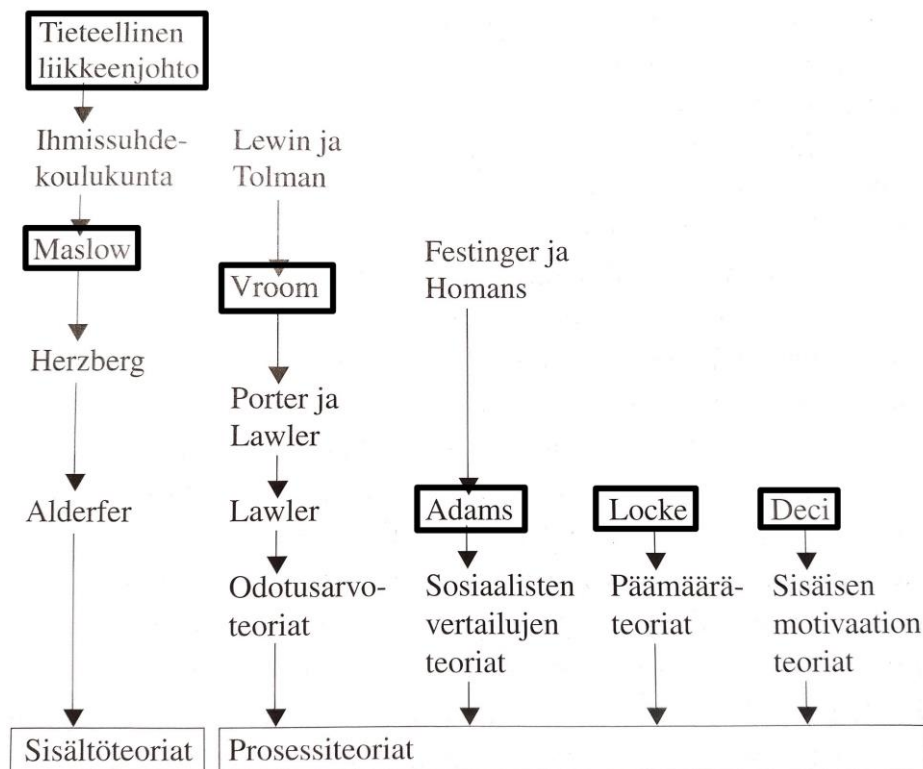 Tieteellinen
liikkeenjohto
Ihmissuhde-
koulukunta
Maslow
Herzberg
Alderfer
Sisältöteoriat
Lewin ja
Tolman
Vroom
Porter ja
Lawler
Lawler
Odotusarvo-
teoriat
Festinger ja
Homans
Adams
Sosiaalisten
vertailujen
teoriat
Locke
Päämäärä-
teoriat
Deci
Sisäisen
motivaation
teoriat
Prosessiteoriat